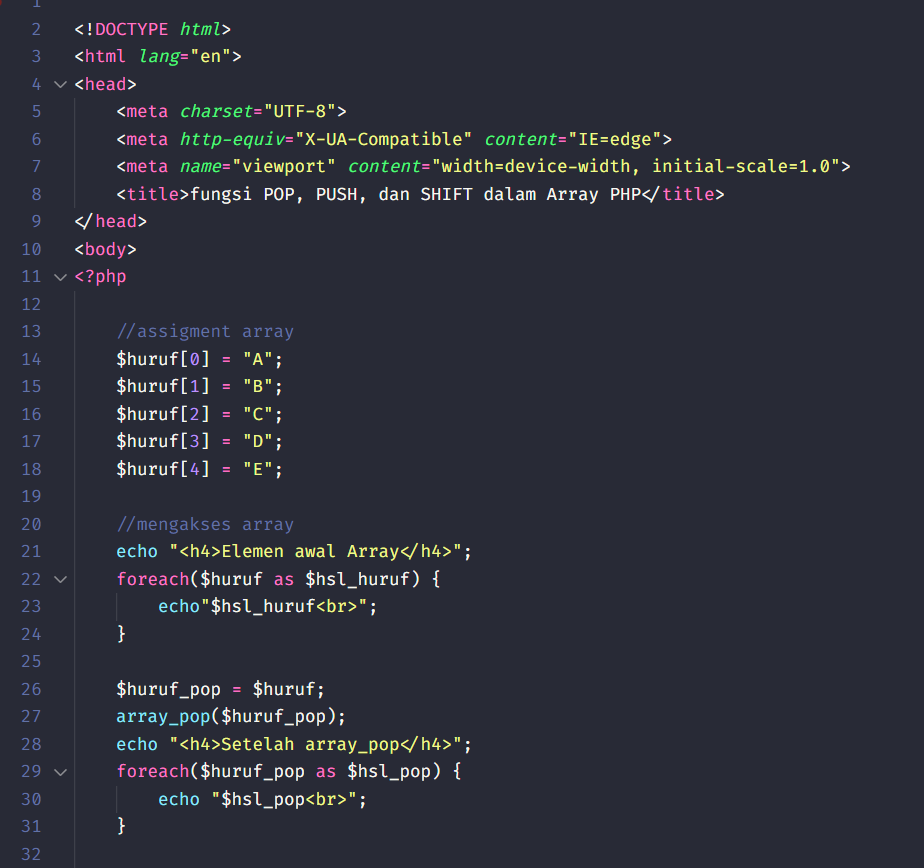 1
2 <!DOCTYPE html>
3 <html lang="en">
4 <head>
5 <meta charset="UTF-8">
6 <meta http-equiv="X-UA-Compatible" content="IE=edge">
7 <meta name="viewport" content="width=device-width, initial-scale=1.0">
8 <title>fungsi POP, PUSH, dan SHIFT dalam Array PHP</title>
9 </head>
10 <body>
11 <?php
12
13 //assigment array
14 $huruf[0] = "A";
15 $huruf[1] = "B";
16 $huruf[2] = "C";
17 $huruf[3] = "D";
18 $huruf[4] = "E";
19
20 //mengakses array
21 echo "<h4>Elemen awal Array</h4>";
22 foreach($huruf as $hsl_huruf) {
23 echo"$hsl_huruf<br>";
24 }
25
26 $huruf_pop = $huruf;
27 array_pop($huruf_pop);
28 echo "<h4>Setelah array_pop</h4>";
29 foreach($huruf_pop as $hsl_pop) {
30 echo "$hsl_pop<br>";
31 }
32